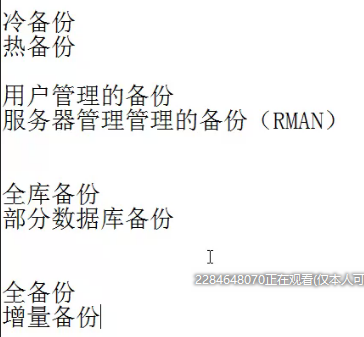 冷备份
热备份
用户管理的备份
服务器管理管理的备份（RMAN）
全库备份
部分数据库备份
2284648070正在观看(仅本人可
全备份
增量备份